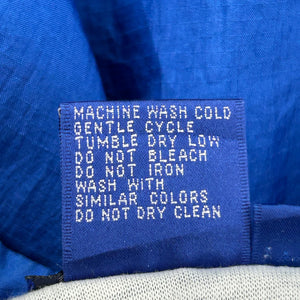 MACHINE WASH COLD
GENTLE CYCLE
TUMBLE DRY LOW
DO NOT BLEACH
DO NOT IRON
WASH WITH
SIMILAR COLORS
DO NOT DRY CLEAN